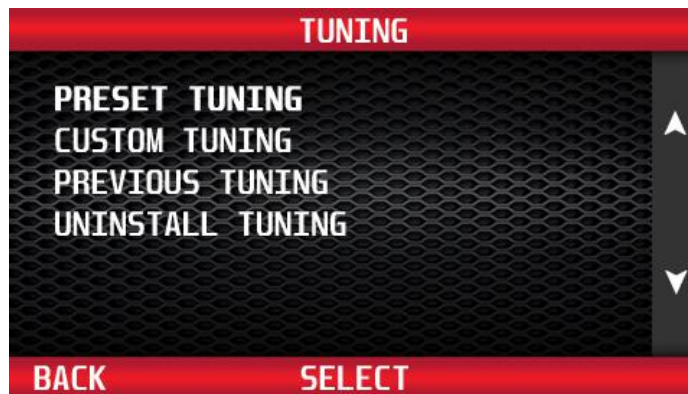 TUNING
PRESET TUNING
CUSTOM TUNING
PREVIOUS TUNING
UNINSTALL TUNING
BACK SELECT